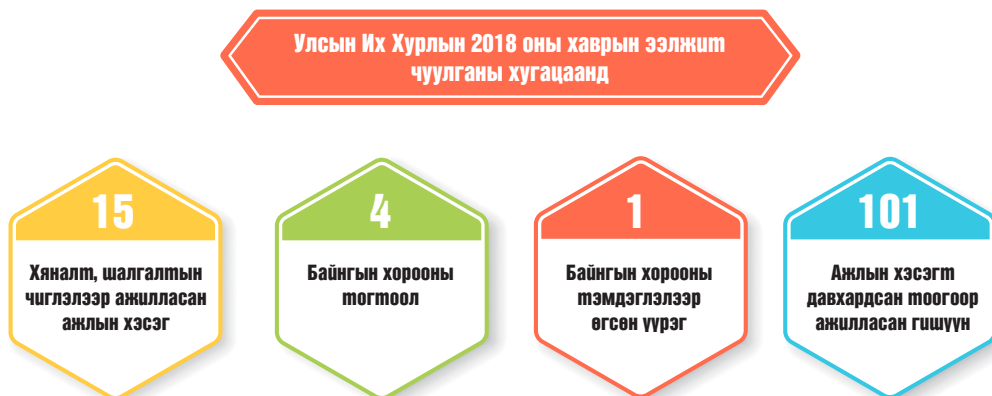 Улсын Их Хурлын 2018 оны хаврын ээлжит
чуулганы хугацаанд
15
Хяналт, шалгалтын
чиглэлээр ажилласан
ажлын хэсэг
4
Байнгын хорооны
тогтоол
1
Байнгын хорооны
тэмдэглэлээр
өгсөн үүрэг
101
Ажлын хэсэгт
давхардсан тоогоор
ажилласан гишүүн